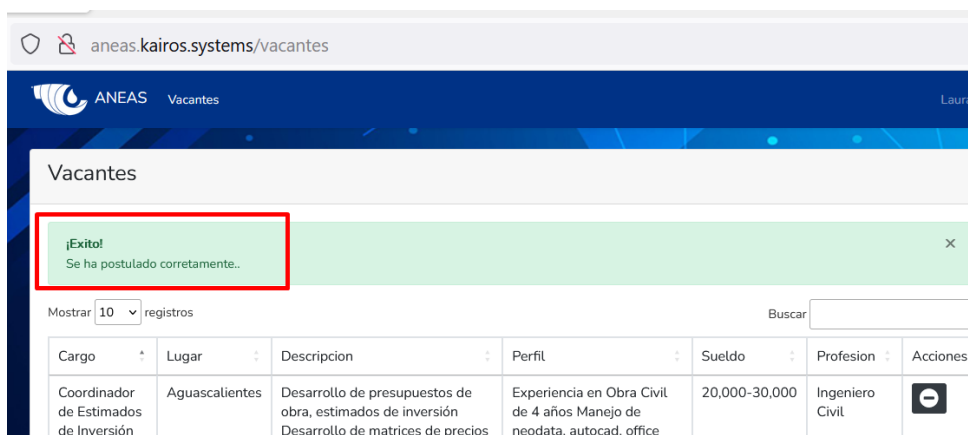 aneas.kairos.systems/vacantes
ANEAS Vacantes Laura
Vacantes
¡Exito!
Se ha postulado corretamente..
×
Mostrar 10 registros
Buscar
Cargo Lugar Descripcion Perfil Sueldo Profesion Acciones
Coordinador Aguascalientes Desarrollo de presupuestos de Experiencia en Obra Civil 20,000-30,000 Ingeniero
de Estimados obra, estimados de inversión de 4 años Manejo de Civil
de Inversión Desarrollo de matrices de precios neodata, autocad, office